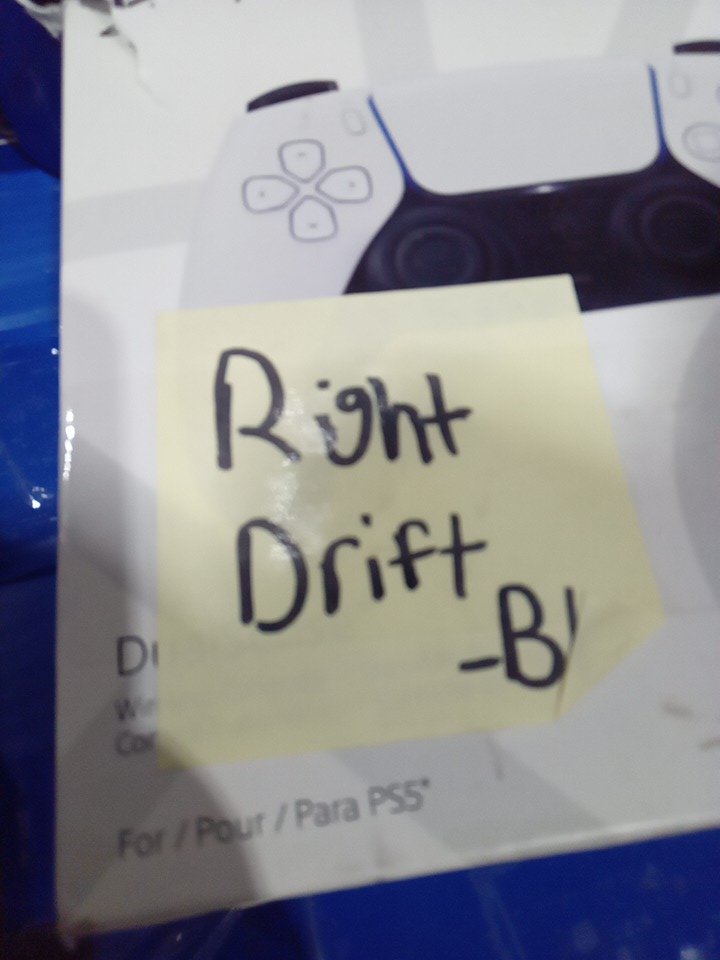 Right
Drift
-B
For / Pour / Para PS5*